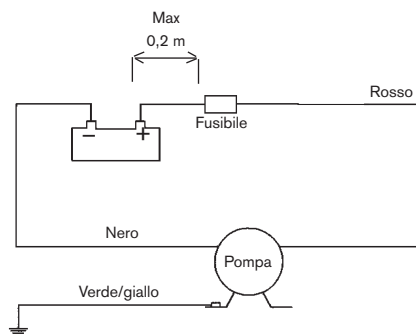 Max
0,2 m
Rosso
Fusibile
– +
Nero
Pompa
Verde/giallo